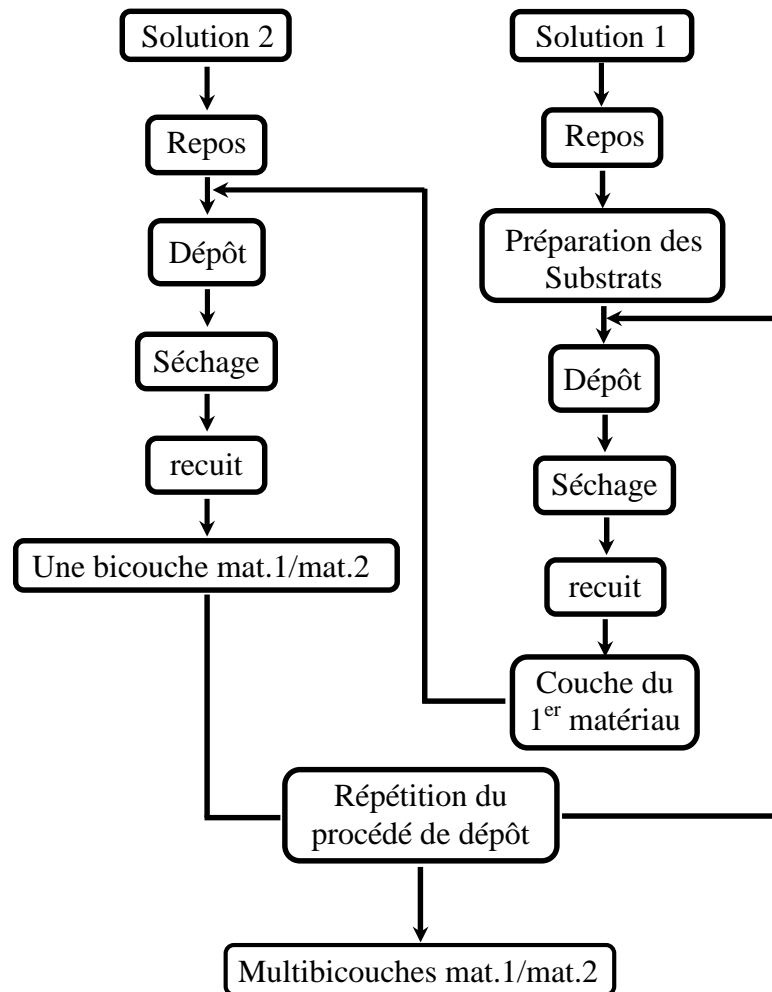 Solution 2
Solution 1
Repos
Repos
Préparation des
Substrats
Dépôt
Séchage
Dépôt
recuit
Séchage
Une bicouche mat.1/mat.2
recuit
Couche du
1er matériau
Répétition du
procédé de dépôt
Multibicouches mat.1/mat.2